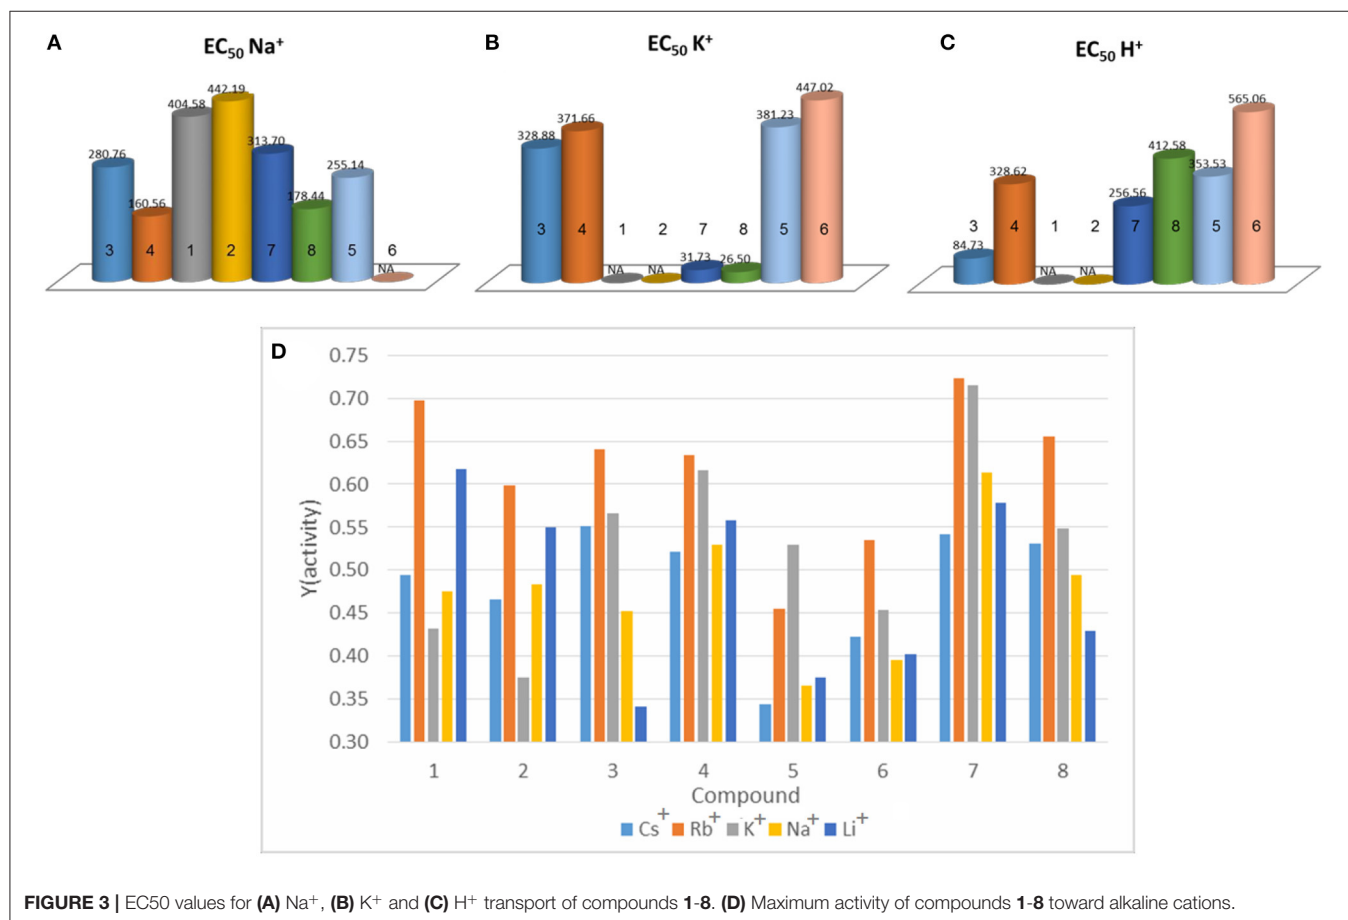 A
EC50 Na+
280.76
160.56
404.58
442.19
313.70
178.44
255.14
NA
3 4 1 2 7 8 5 6
B
EC50 K+
328.88
371.66
NA
NA
31.73
26.50
381.23
447.02
3 4 1 2 7 8 5 6
C
EC50 H+
84.73
328.62
NA
NA
256.56
412.58
353.53
565.06
3 4 1 2 7 8 5 6
D
Y(activity)
0.75
0.70
0.65
0.60
0.55
0.50
0.45
0.40
0.35
0.30
1 2 3 4 5 6 7 8
Compound
Cs+ Rb+ K+ Na+ Li+
FIGURE 3 | EC50 values for (A) Na+, (B) K+ and (C) H+ transport of compounds 1-8. (D) Maximum activity of compounds 1-8 toward alkaline cations.